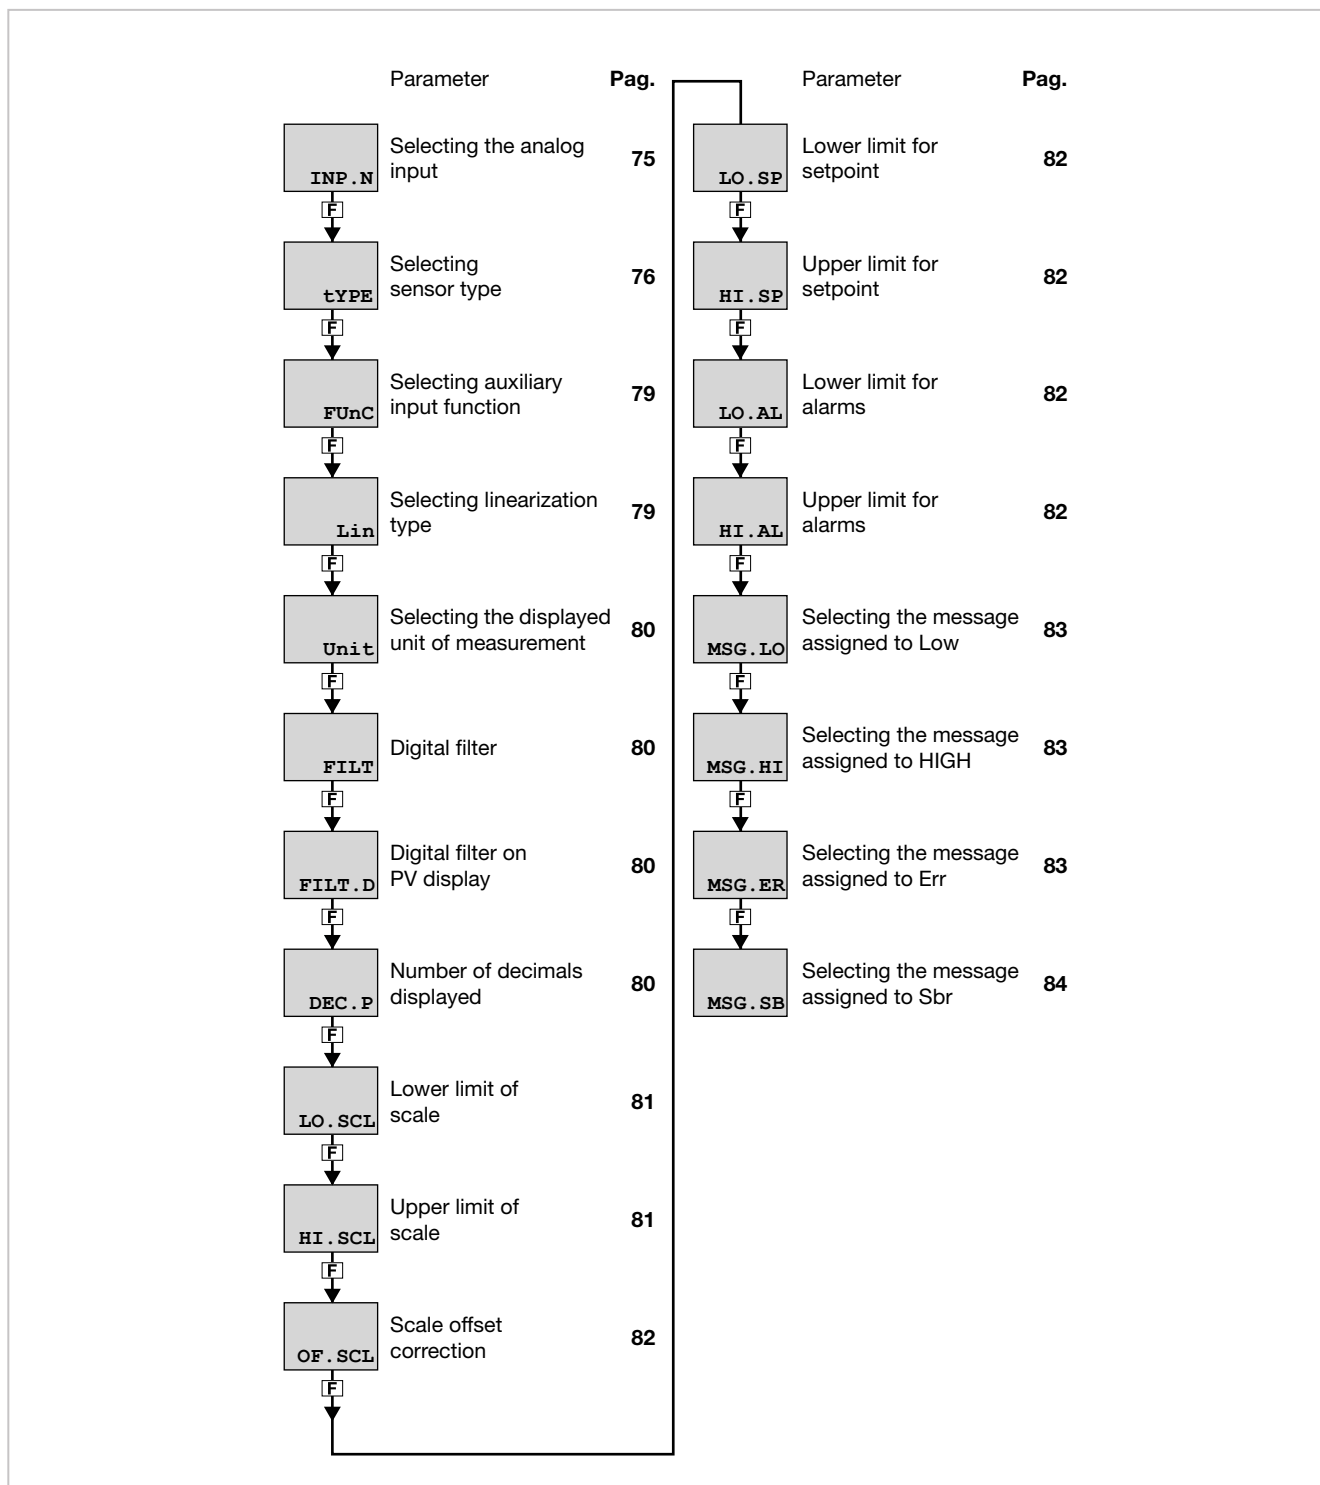 Parameter Pag.
INP.N Selecting the analog
input 75
F
tYPE Selecting
sensor type 76
F
FUnC Selecting auxiliary
input function 79
F
Lin Selecting linearization
type 79
F
Unit Selecting the displayed
unit of measurement 80
F
FILT Digital filter 80
F
FILT.D Digital filter on
PV display 80
F
DEC.P Number of decimals
displayed 80
F
LO.SCL Lower limit of
scale 81
F
HI.SCL Upper limit of
scale 81
F
OF.SCL Scale offset
correction 82
F
Parameter Pag.
LO.SP Lower limit for
setpoint 82
F
HI.SP Upper limit for
setpoint 82
F
LO.AL Lower limit for
alarms 82
F
HI.AL Upper limit for
alarms 82
F
MSG.LO Selecting the message
assigned to Low 83
F
MSG.HI Selecting the message
assigned to HIGH 83
F
MSG.ER Selecting the message
assigned to Err 83
F
MSG.SB Selecting the message
assigned to Sbr 84